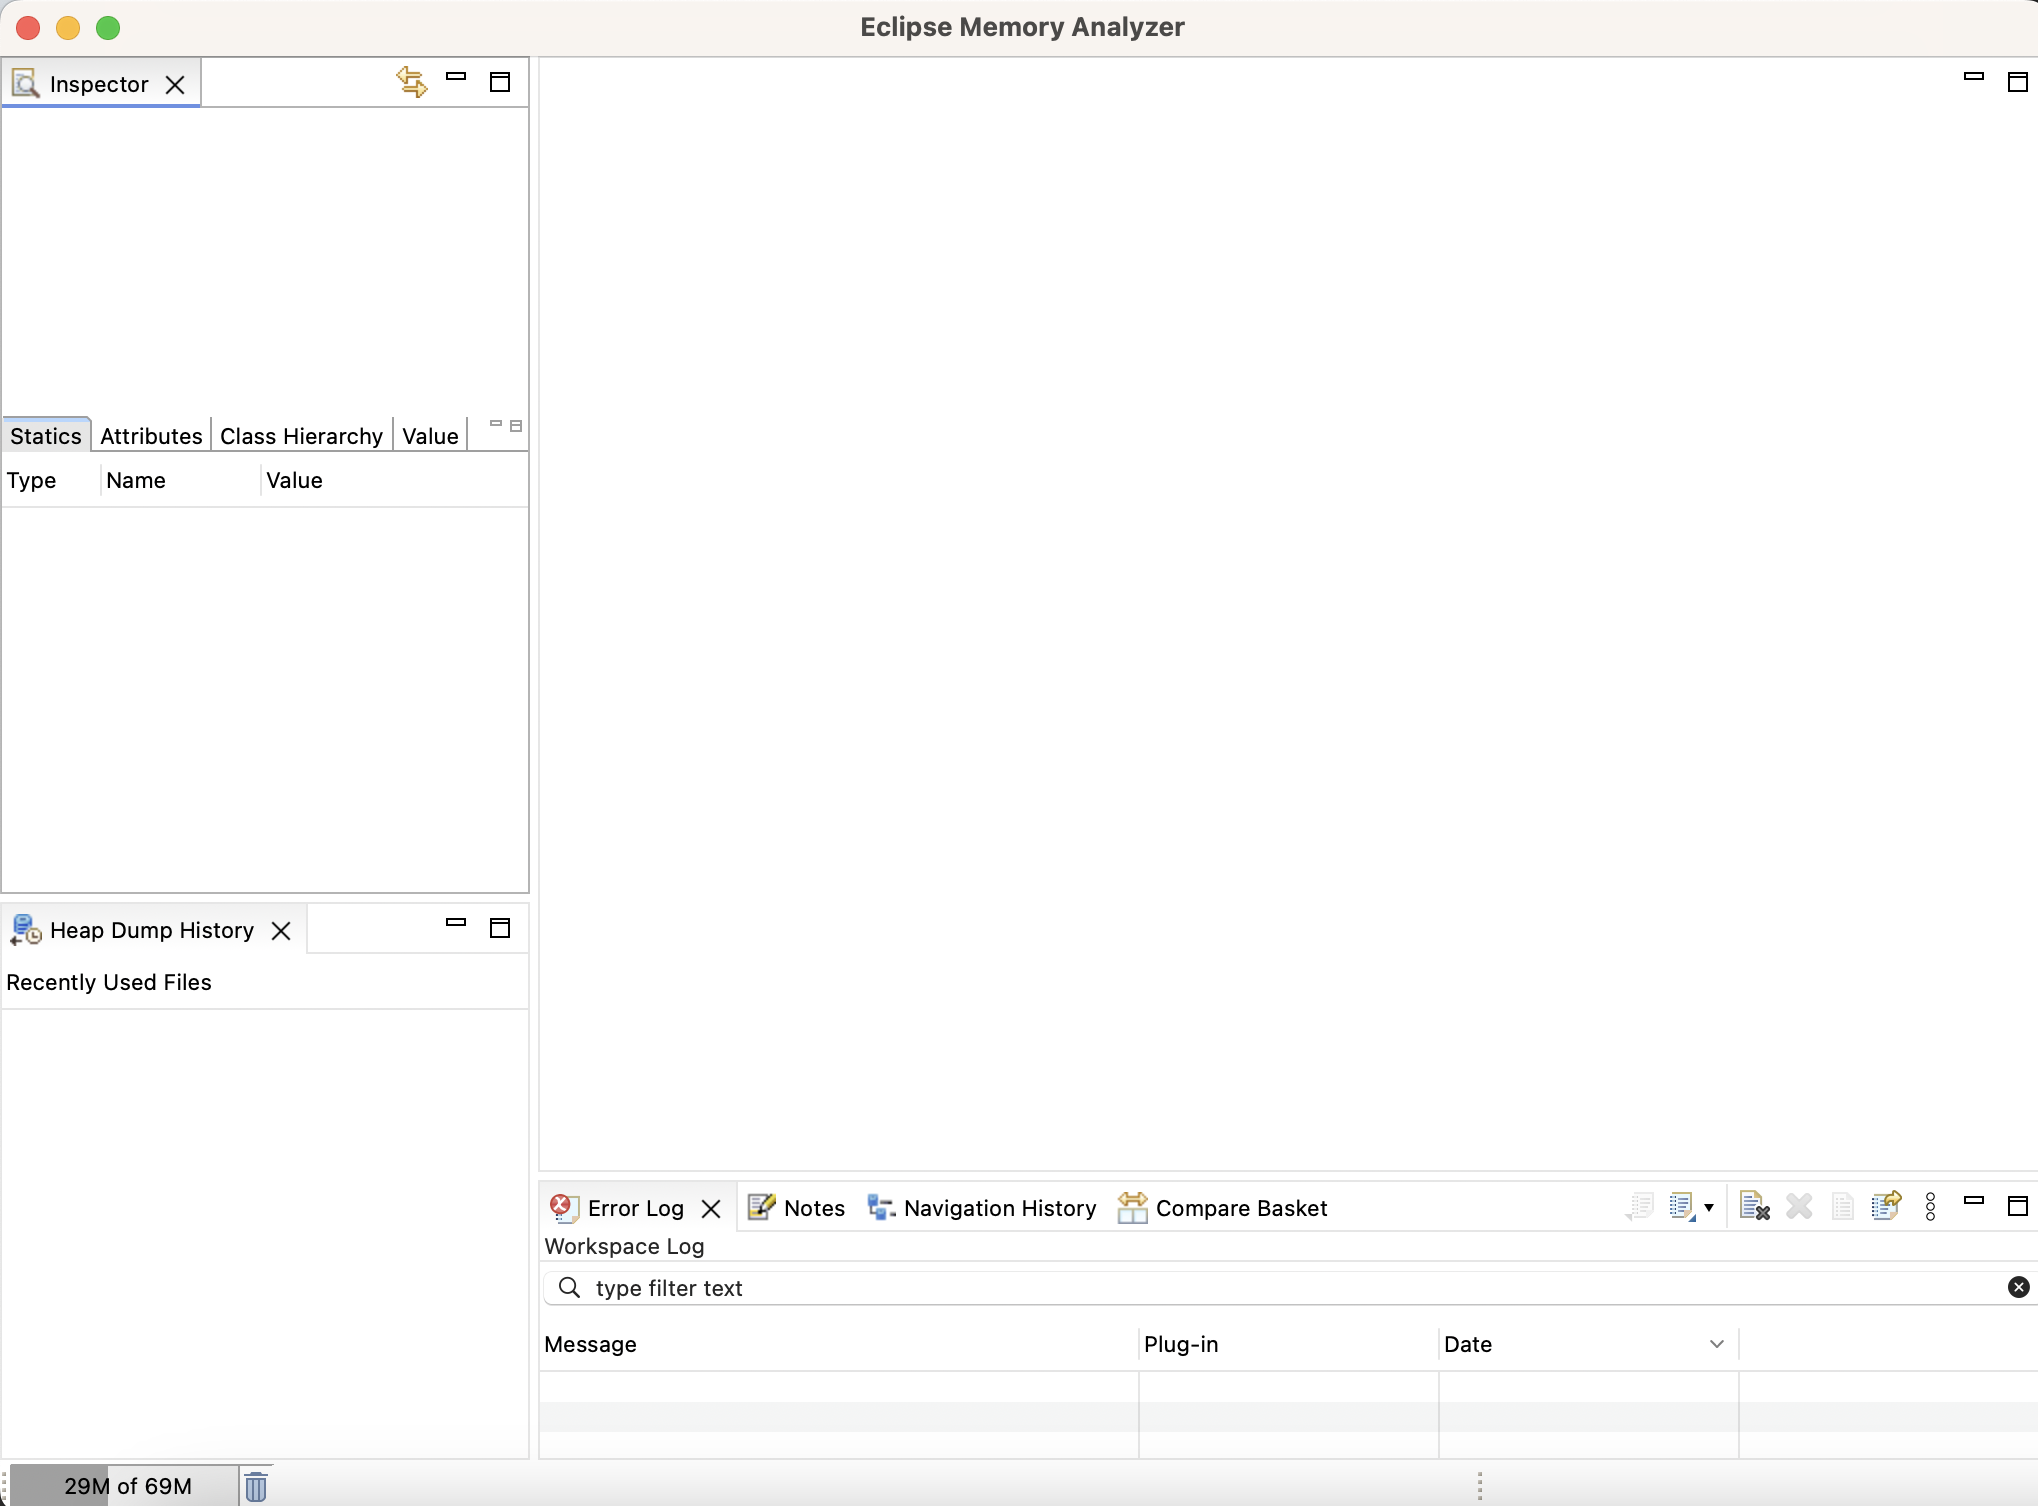 Eclipse Memory Analyzer
Inspector
Statics Attributes Class Hierarchy Value
Type Name Value
Heap Dump History
Recently Used Files
Error Log Notes Navigation History Compare Basket
Workspace Log
type filter text
Message Plug-in Date
29M of 69M